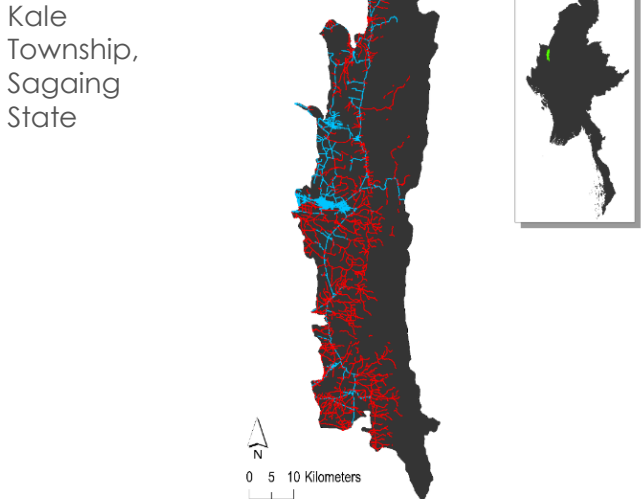 Kale
Township,
Sagaing
State
N
0 5 10 Kilometers